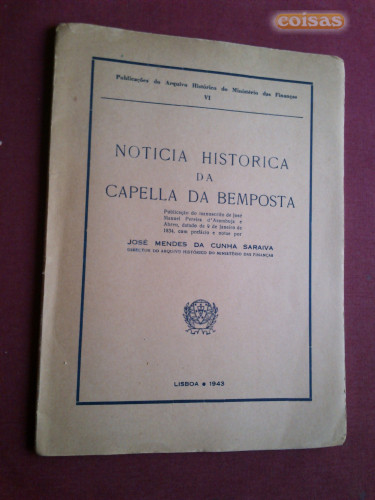 coisas
Publicações do Arquivo Histórico do Ministério das Finanças
VI
NOTICIA HISTORICA
DA
CAPELLA DA BEMPOSTA
Publicação do manuscrito de José
Manuel Pereira d'Azambuja e
Abreu, datado de 4 de Janeiro de
1834, com prefácio e notas por
JOSÉ MENDES DA CUNHA SARAIVA
DIRECTOR DO ARQUIVO HISTÓRICO DO MINISTÉRIO DAS FINANÇAS
LISBOA • 1943